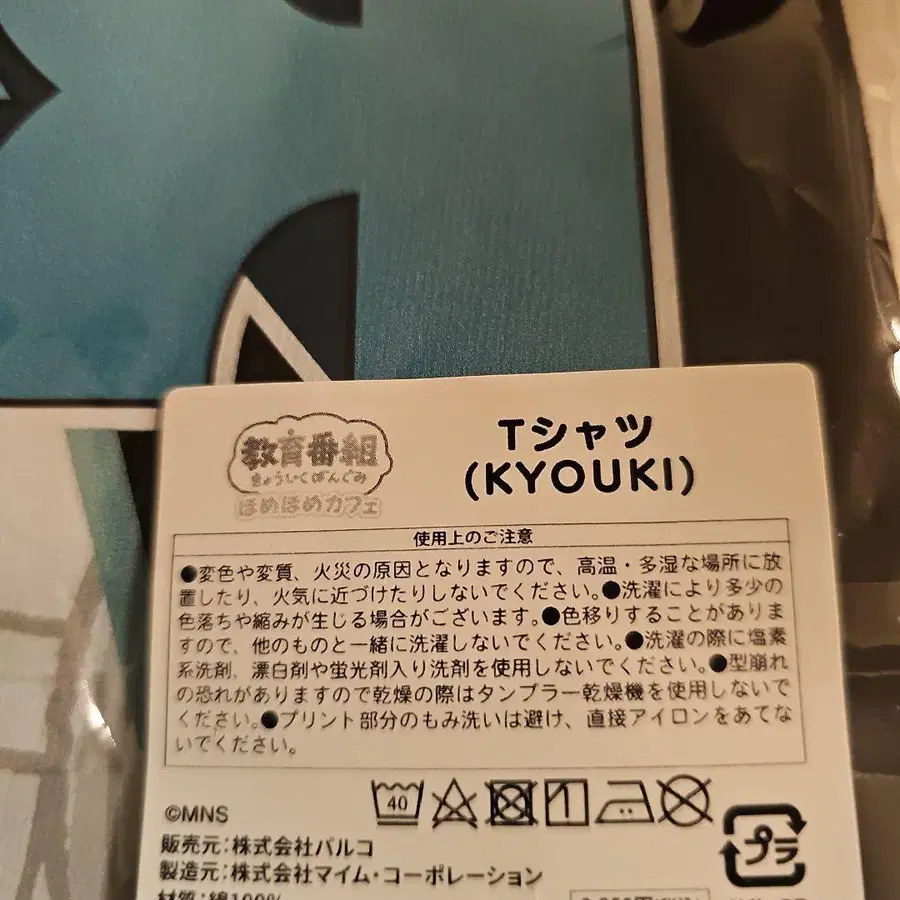 教育番組
きょういくばんぐみ
ほめほめカフェ
Tシャツ
(KYOUKI)
使用上のご注意
●変色や変質、火災の原因となりますので、高温・多湿な場所に放
置したり、火気に近づけたりしないでください。●洗濯により多少の
色落ちや縮みが生じる場合がございます。●色移りすることがありま
すので、他のものと一緒に洗濯しないでください。●洗濯の際に塩素
系洗剤、漂白剤や蛍光剤入り洗剤を使用しないでください。●型崩れ
の恐れがありますので乾燥の際はタンブラー乾燥機を使用しないで
ください。●プリント部分のもみ洗いは避け、直接アイロンをあてな
いでください。
40
©MNS
販売元:株式会社パルコ
製造元:株式会社マイム・コーポレーション
プラ
材質:綿100%